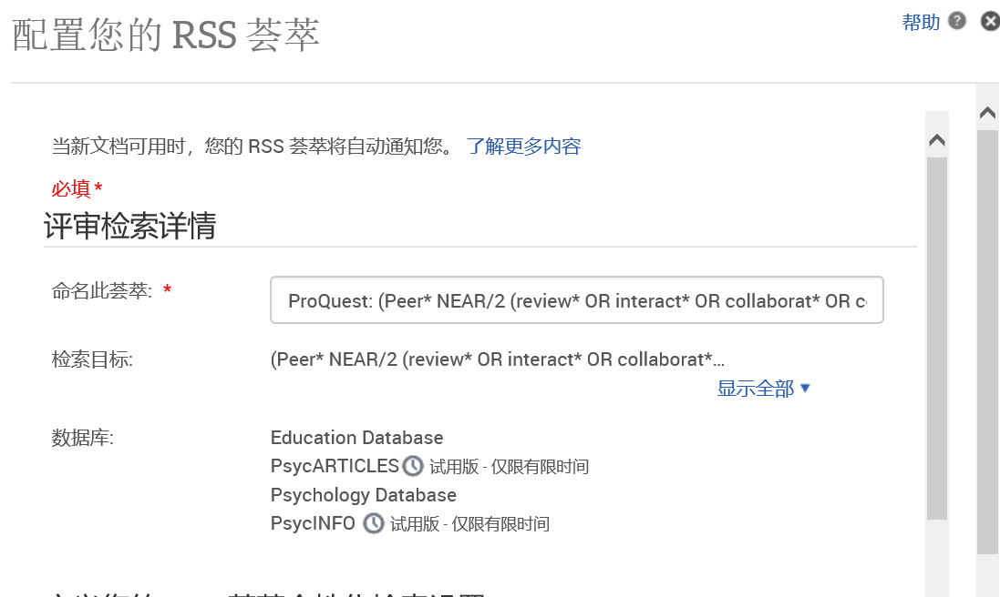 配置您的 RSS 荟萃
帮助
当新文档可用时，您的 RSS 荟萃将自动通知您。 了解更多内容
必填*
评审检索详情
命名此荟萃: *
ProQuest: (Peer* NEAR/2 (review* OR interact* OR collaborat* OR c
检索目标:
(Peer* NEAR/2 (review* OR interact* OR collaborat*...
显示全部
数据库:
Education Database
PsycARTICLES 试用版 - 仅限有限时间
Psychology Database
PsycINFO 试用版 - 仅限有限时间